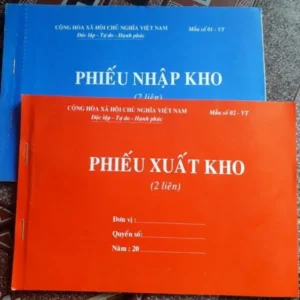 CỘNG HÒA XÃ HỘI CHỦ NGHĨA VIỆT NAM
Mẫu số 01 - VT
Độc lập - Tự do - Hạnh phúc
PHIẾU NHẬP KHO
(2 liên)
CỘNG HÒA XÃ HỘI CHỦ NGHĨA VIỆT NAM
Mẫu số 02 - VT
Độc lập - Tự do - Hạnh phúc
PHIẾU XUẤT KHO
(2 liên)
Đơn vị :
Quyển số:
Năm : 20